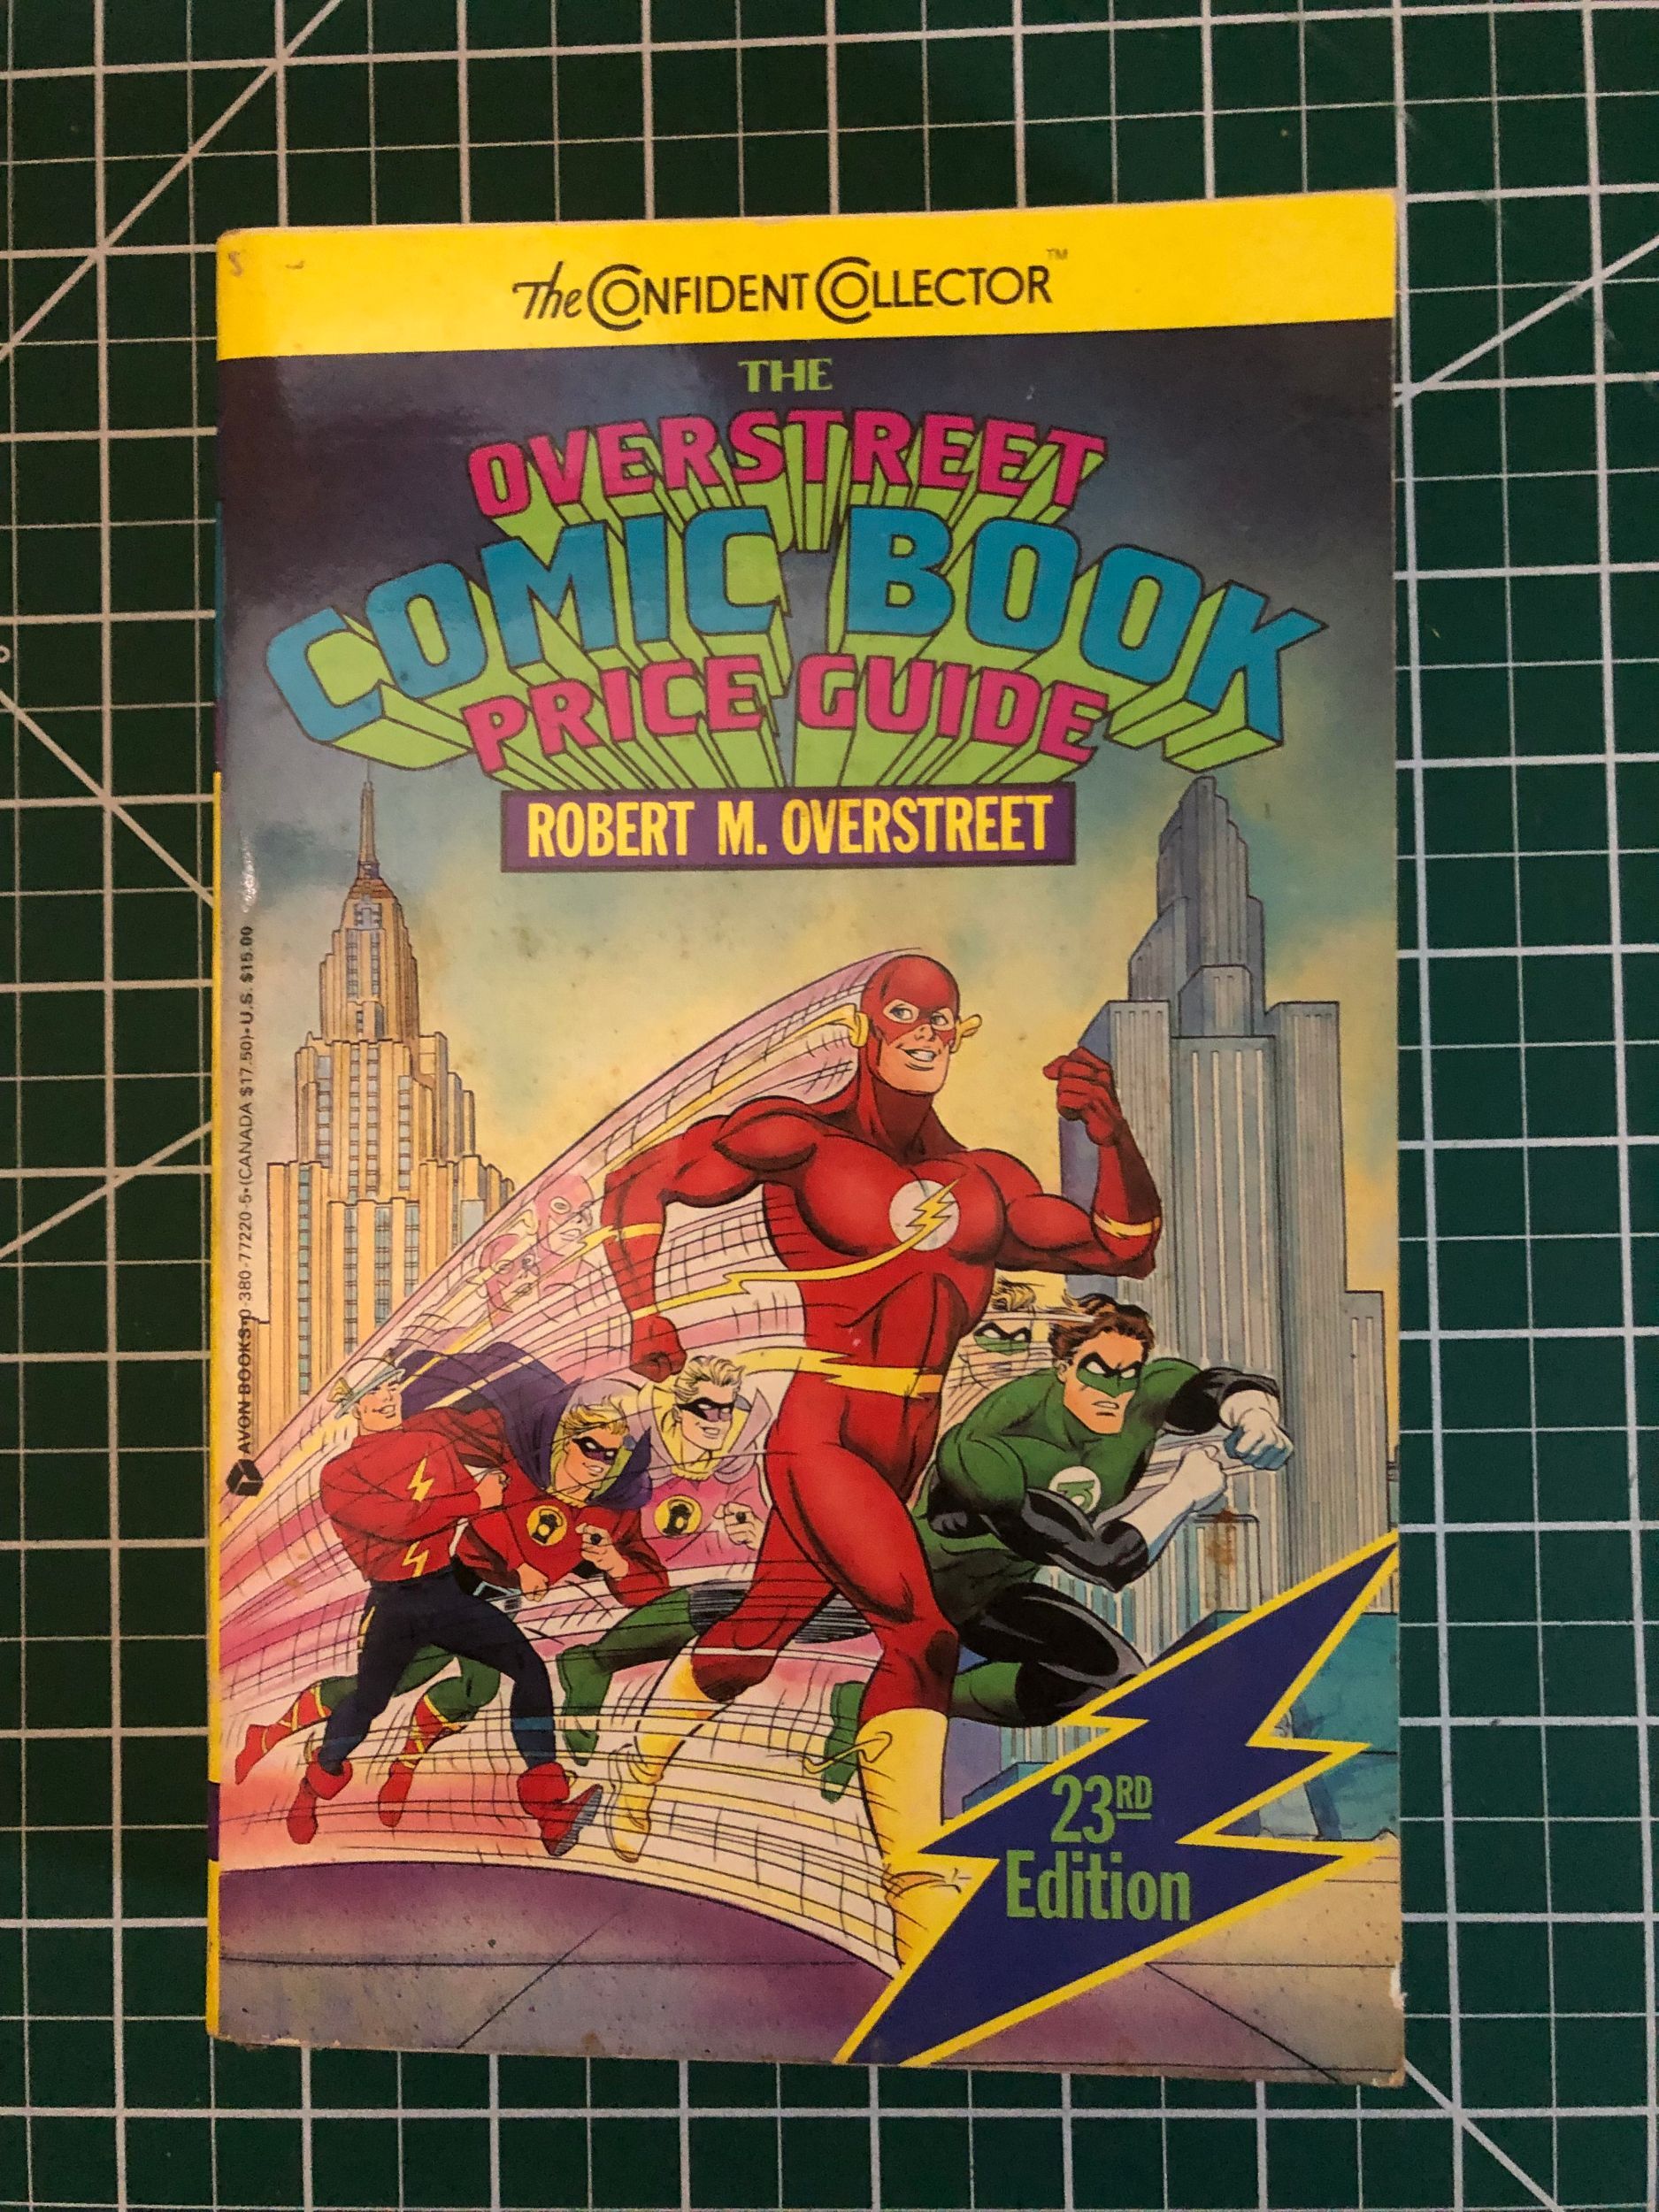 The CONFIDENT COLLECTOR™
THE
OVERSTREET
COMIC BOOK
PRICE GUIDE
ROBERT M. OVERSTREET
AVON BOOKS•0-380-77220-5•(CANADA $17.50)•U.S. $15.00
23RD
Edition